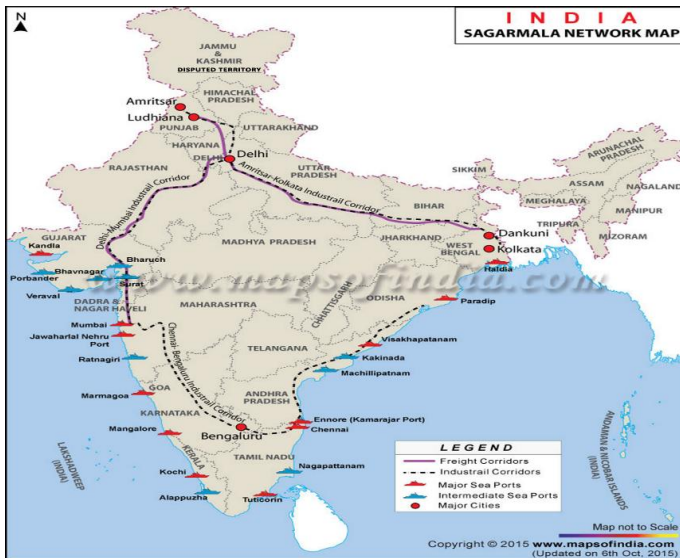 N
I N D I A
SAGARMALA NETWORK MAP
JAMMU
&
KASHMIR
DISPUTED TERRITORY
HIMACHAL
PRADESH
Amritsar
Ludhiana
PUNJAB
UTTARAKHAND
HARYANA
DELHI
Delhi
RAJASTHAN
UTTAR
PRADESH
SIKKIM
ARUNACHAL
PRADESH
ASSAM
NAGALAND
MEGHALAYA
MANIPUR
TRIPURA
MIZORAM
Amritsar-Kolkata Industrail Corridor
Delhi-Mumbai Industrail Corridor
BIHAR
JHARKHAND
WEST
BENGAL
Dankuni
Kolkata
Haldia
GUJARAT
Kandla
MADHYA PRADESH
Bharuch
Bhavnagar
Porbander
Surat
Veraval
www.mapsofindia.com
DADRA &
NAGAR HAVELI
MAHARASHTRA
CHHATTISGARH
ODISHA
Paradip
Mumbai
Jawaharlal Nehru
Port
Ratnagiri
TELANGANA
Visakhapatanam
Kakinada
Machillipatnam
Chennai-Bengaluru Industrail Corridor
GOA
Marmagoa
KARNATAKA
ANDHRA
PRADESH
Ennore (Kamarajar Port)
Chennai
Mangalore
Bengaluru
KERALA
TAMIL NADU
Nagapattanam
Kochi
Alappuzha
Tuticorin
LAKSHADWEEP
(INDIA)
ANDAMAN & NICOBAR ISLANDS
(INDIA)
LEGEND
Freight Corridors
Industrail Corridors
Major Sea Ports
Intermediate Sea Ports
Major Cities
Map not to Scale
Copyright © 2015 www.mapsofindia.com
(Updated on 6th Oct, 2015)